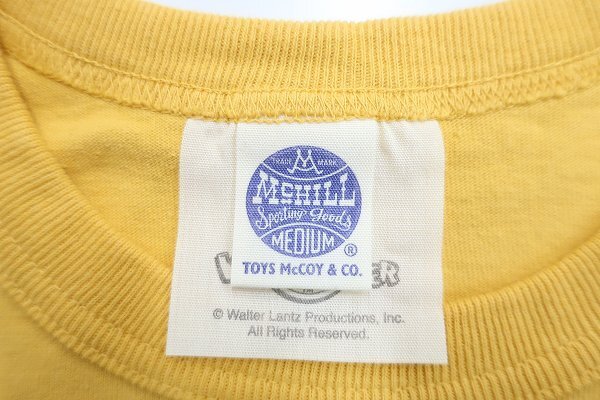 TRADE MARK
M
McHILL
Sporting Goods
MEDIUM ®
TOYS McCOY & CO.
© Walter Lantz Productions, Inc.
All Rights Reserved.